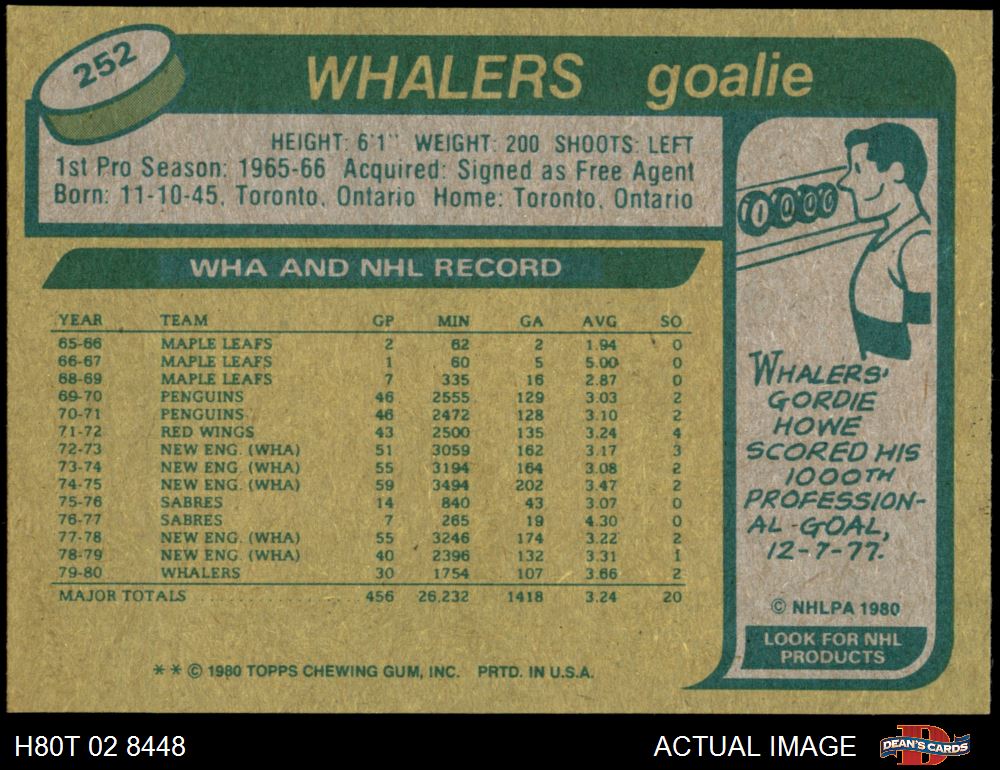 252
WHALERS goalie
HEIGHT: 6'1" WEIGHT: 200 SHOOTS: LEFT
1st Pro Season: 1965-66 Acquired: Signed as Free Agent
Born: 11-10-45, Toronto, Ontario Home: Toronto, Ontario
WHA AND NHL RECORD
YEAR TEAM GP MIN GA AVG SO
65-66 MAPLE LEAFS 2 62 2 1.94 0
66-67 MAPLE LEAFS 1 60 5 5.00 0
68-69 MAPLE LEAFS 7 335 16 2.87 0
69-70 PENGUINS 46 2555 129 3.03 2
70-71 PENGUINS 46 2472 128 3.10 2
71-72 RED WINGS 43 2500 135 3.24 4
72-73 NEW ENG. (WHA) 51 3059 162 3.17 3
73-74 NEW ENG. (WHA) 55 3194 164 3.08 2
74-75 NEW ENG. (WHA) 59 3494 202 3.47 2
75-76 SABRES 14 840 43 3.07 0
76-77 SABRES 7 265 19 4.30 0
77-78 NEW ENG. (WHA) 55 3246 174 3.22 2
78-79 NEW ENG. (WHA) 40 2396 132 3.31 1
79-80 WHALERS 30 1754 107 3.66 2
MAJOR TOTALS .................... 456 26,232 1418 3.24 20
** © 1980 TOPPS CHEWING GUM, INC. PRTD. IN U.S.A.
0000
WHALERS'
GORDIE
HOWE
SCORED HIS
1000TH
PROFESSION-
AL GOAL,
12-7-77.
© NHLPA 1980
LOOK FOR NHL
PRODUCTS
H80T 02 8448
ACTUAL IMAGE
D
DEAN'S CARDS